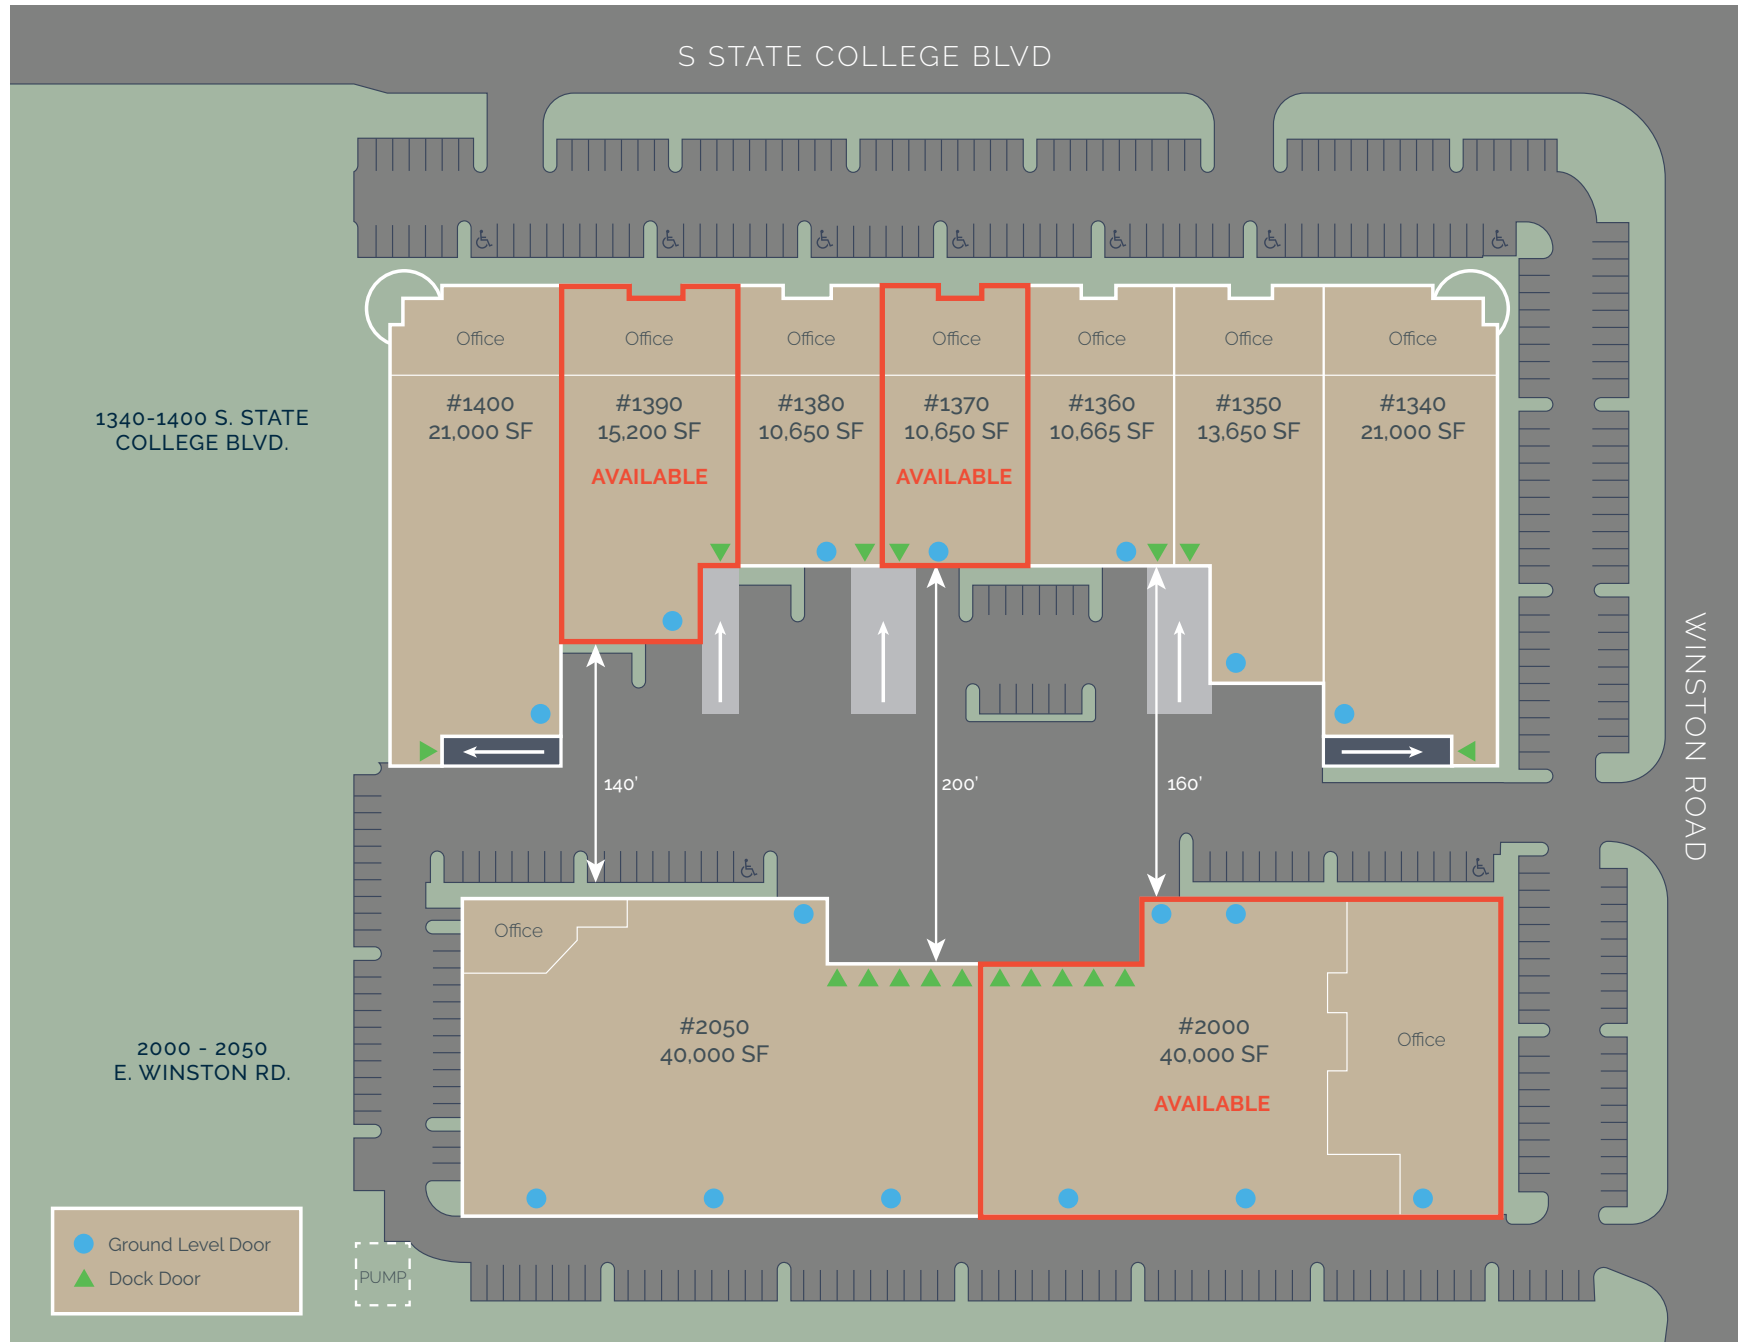 S STATE COLLEGE BLVD
Office
Office
Office
Office
Office
Office
Office
#1400
21,000 SF
#1390
15,200 SF
AVAILABLE
#1380
10,650 SF
#1370
10,650 SF
AVAILABLE
#1360
10,665 SF
#1350
13,650 SF
#1340
21,000 SF
1340-1400 S. STATE
COLLEGE BLVD.
WINSTON ROAD
140'
200'
160'
Office
#2050
40,000 SF
#2000
40,000 SF
AVAILABLE
Office
2000 - 2050
E. WINSTON RD.
Ground Level Door
Dock Door
PUMP